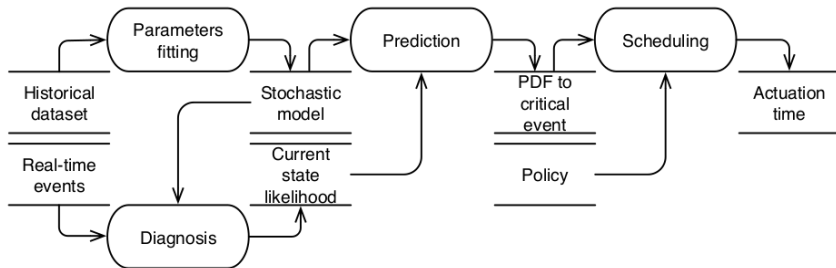 Parameters
fitting
Prediction
Scheduling
Historical
dataset
Stochastic
model
PDF to
critical
event
Actuation
time
Real-time
events
Current
state
likelihood
Policy
Diagnosis